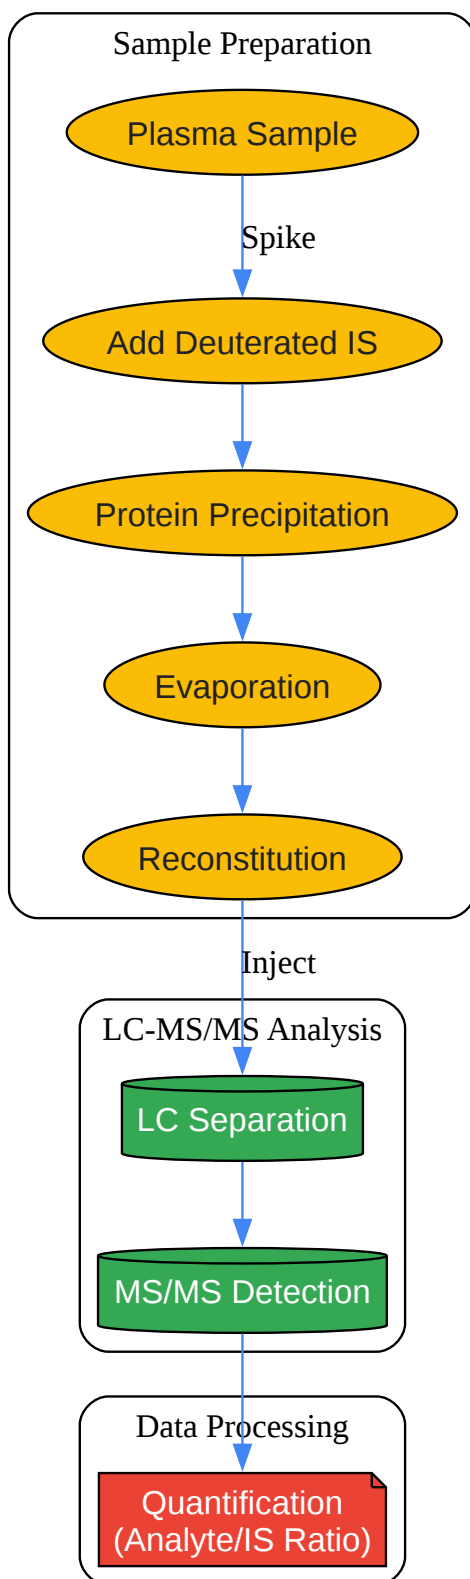 Sample Preparation
Plasma Sample
Spike
Add Deuterated IS
Protein Precipitation
Evaporation
Reconstitution
Inject
LC-MS/MS Analysis
LC Separation
MS/MS Detection
Data Processing
Quantification
(Analyte/IS Ratio)